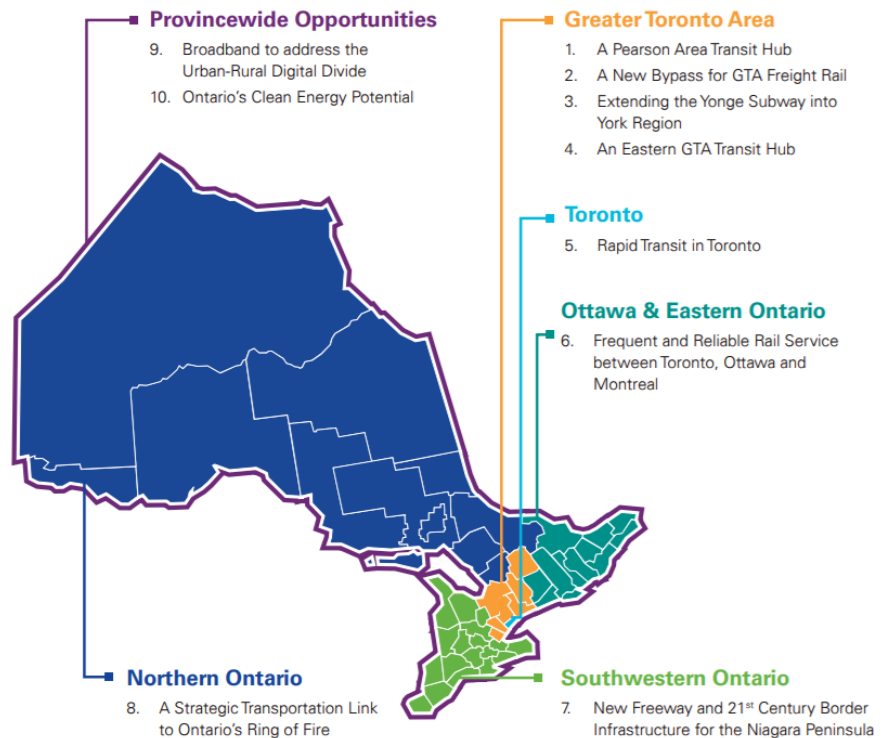 Provincewide Opportunities
9. Broadband to address the
Urban-Rural Digital Divide
10. Ontario's Clean Energy Potential
Greater Toronto Area
1. A Pearson Area Transit Hub
2. A New Bypass for GTA Freight Rail
3. Extending the Yonge Subway into
York Region
4. An Eastern GTA Transit Hub
Toronto
5. Rapid Transit in Toronto
Ottawa & Eastern Ontario
6. Frequent and Reliable Rail Service
between Toronto, Ottawa and
Montreal
Northern Ontario
8. A Strategic Transportation Link
to Ontario's Ring of Fire
Southwestern Ontario
7. New Freeway and 21st Century Border
Infrastructure for the Niagara Peninsula